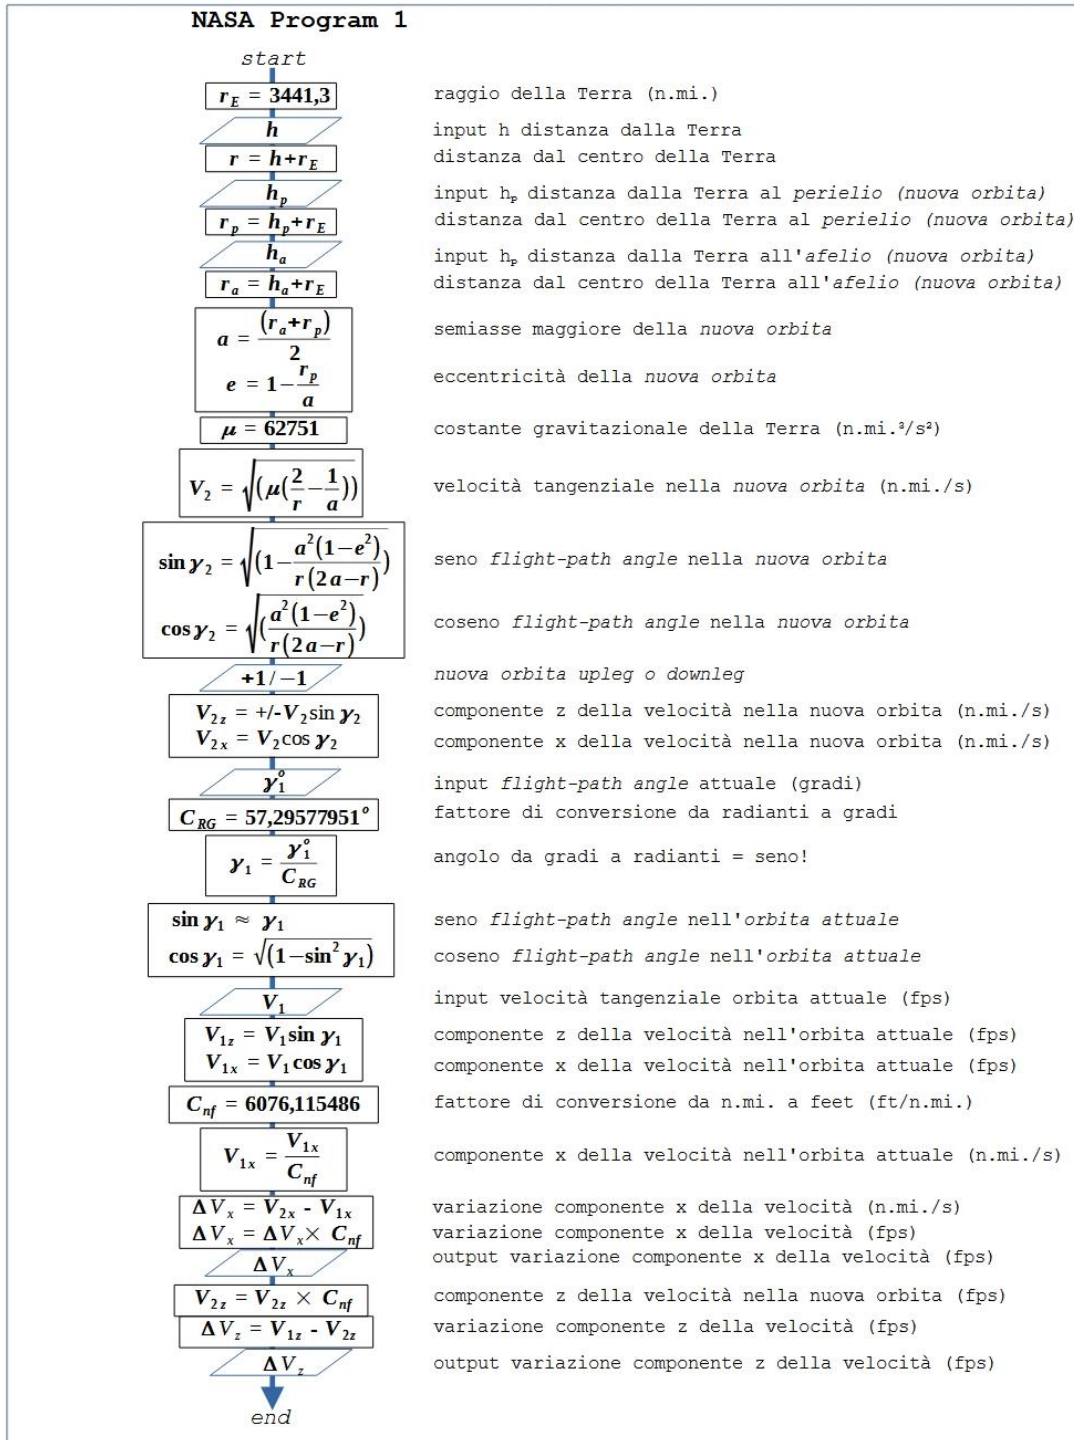 NASA Program 1
start
r_E = 3441,3 raggio della Terra (n.mi.)
h input h distanza dalla Terra
r = h+r_E distanza dal centro della Terra
h_p input h_p distanza dalla Terra al perielio (nuova orbita)
r_p = h_p+r_E distanza dal centro della Terra al perielio (nuova orbita)
h_a input h_p distanza dalla Terra all'afelio (nuova orbita)
r_a = h_a+r_E distanza dal centro della Terra all'afelio (nuova orbita)
a = (r_a+r_p)/2 semiasse maggiore della nuova orbita
e = 1−r_p/a eccentricità della nuova orbita
μ = 62751 costante gravitazionale della Terra (n.mi.³/s²)
V_2 = √(μ(2/r−1/a)) velocità tangenziale nella nuova orbita (n.mi./s)
sin γ_2 = √(1−a²(1−e²)/r(2a−r)) seno flight-path angle nella nuova orbita
cos γ_2 = √(a²(1−e²)/r(2a−r)) coseno flight-path angle nella nuova orbita
+1/−1 nuova orbita upleg o downleg
V_2z = +/-V_2 sin γ_2 componente z della velocità nella nuova orbita (n.mi./s)
V_2x = V_2 cos γ_2 componente x della velocità nella nuova orbita (n.mi./s)
γ_1^o input flight-path angle attuale (gradi)
C_RG = 57,29577951° fattore di conversione da radianti a gradi
γ_1 = γ_1^o/C_RG angolo da gradi a radianti = seno!
sin γ_1 ≈ γ_1 seno flight-path angle nell'orbita attuale
cos γ_1 = √(1−sin² γ_1) coseno flight-path angle nell'orbita attuale
V_1 input velocità tangenziale orbita attuale (fps)
V_1z = V_1 sin γ_1 componente z della velocità nell'orbita attuale (fps)
V_1x = V_1 cos γ_1 componente x della velocità nell'orbita attuale (fps)
C_nf = 6076,115486 fattore di conversione da n.mi. a feet (ft/n.mi.)
V_1x = V_1x/C_nf componente x della velocità nell'orbita attuale (n.mi./s)
ΔV_x = V_2x - V_1x variazione componente x della velocità (n.mi./s)
ΔV_x = ΔV_x × C_nf variazione componente x della velocità (fps)
ΔV_x output variazione componente x della velocità (fps)
V_2z = V_2z × C_nf componente z della velocità nella nuova orbita (fps)
ΔV_z = V_1z - V_2z variazione componente z della velocità (fps)
ΔV_z output variazione componente z della velocità (fps)
end